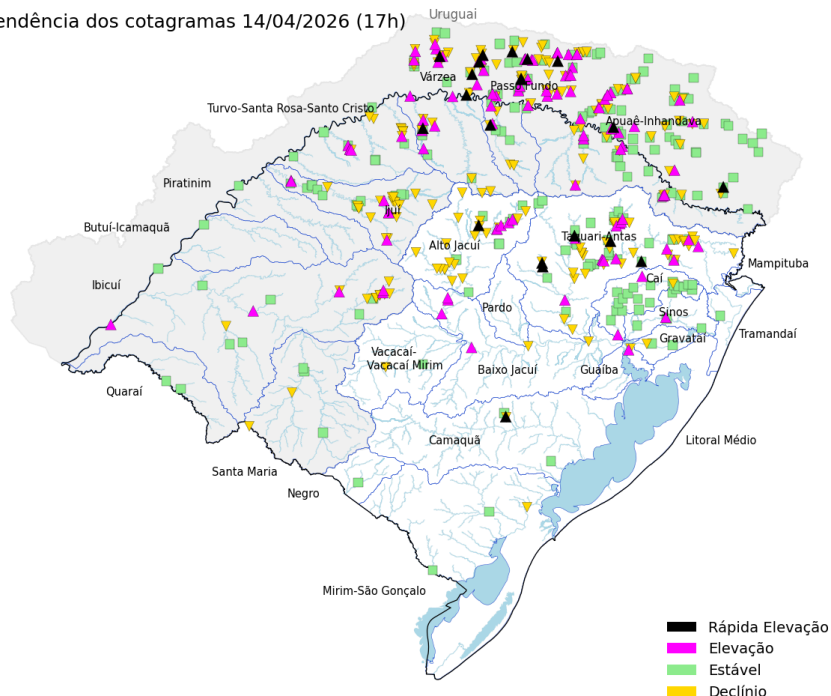 endência dos cotagramas 14/04/2026 (17h)
Uruguai
Várzea
Passo Fundo
Turvo-Santa Rosa-Santo Cristo
Apuaê-Inhandava
Piratinim
Ijuí
Butuí-Icamaquã
Alto Jacuí
Taquari-Antas
Mampituba
Ibicuí
Caí
Pardo
Sinos
Tramandaí
Gravataí
Vacacaí-
Vacacaí Mirim
Baixo Jacuí
Guaíba
Quaraí
Camaquã
Litoral Médio
Santa Maria
Negro
Mirim-São Gonçalo
Rápida Elevação
Elevação
Estável
Declínio